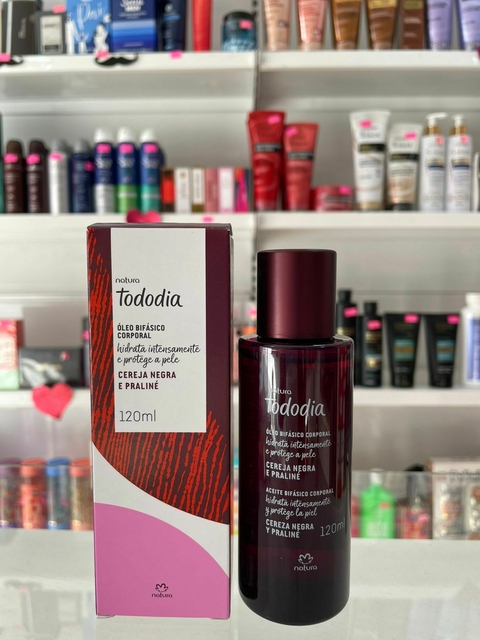 natura
Tododia
ÓLEO BIFÁSICO
CORPORAL
hidrata intensamente
e protege a pele
CEREJA NEGRA
E PRALINÉ
120ml
natura
natura
Tododia
ÓLEO BIFÁSICO CORPORAL
hidrata intensamente
e protege a pele
CEREJA NEGRA
E PRALINÉ
ACEITE BIFÁSICO CORPORAL
hidrata intensamente
y protege la piel
CEREZA NEGRA
Y PRALINÉ
120ml
natura